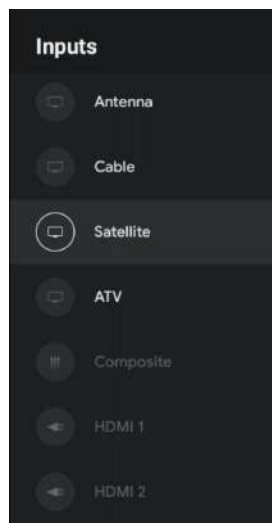 Inputs
Antenna
Cable
Satellite
ATV
Composite
HDMI 1
HDMI 2